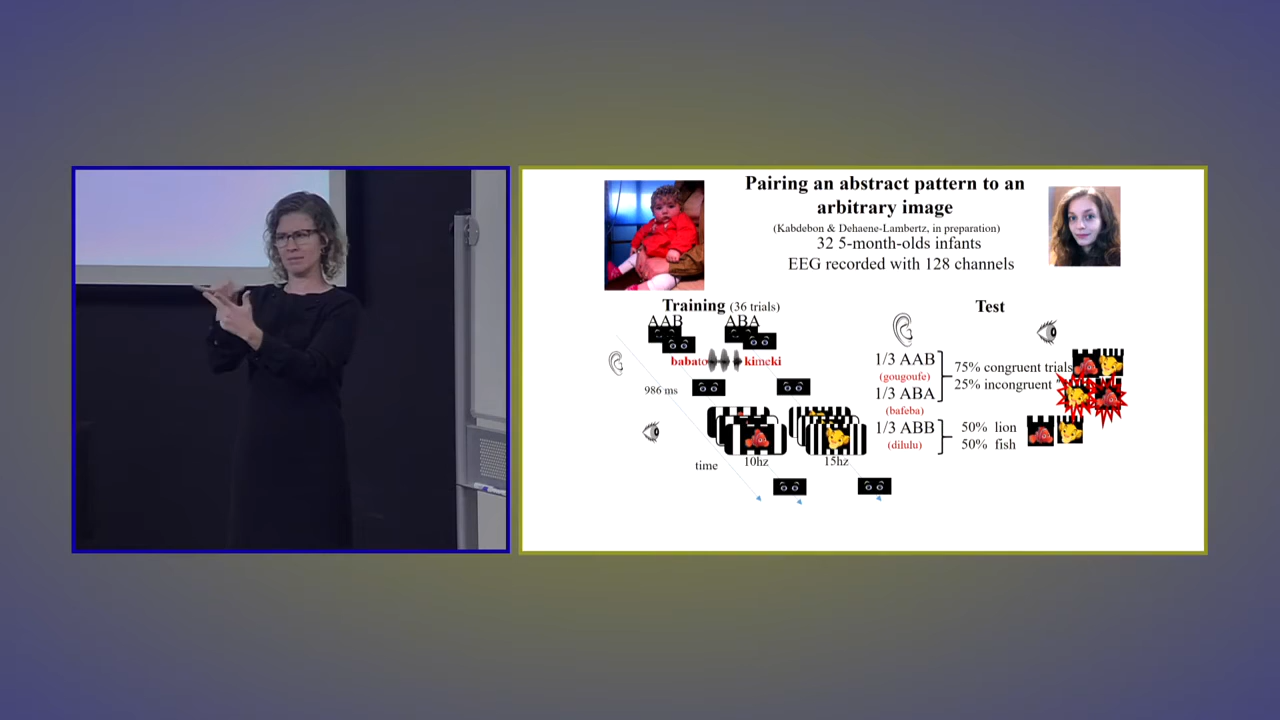 Pairing an abstract pattern to an
arbitrary image
(Kabdebon & Dehaene-Lambertz, in preparation)
32 5-month-olds infants
EEG recorded with 128 channels
Training (36 trials)
AAB ABA
babato kimeki
986 ms
10hz 15hz
time
Test
1/3 AAB
(gougoufe)
1/3 ABA
(bafeba)
1/3 ABB
(dilulu)
75% congruent trials
25% incongruent "
50% lion
50% fish